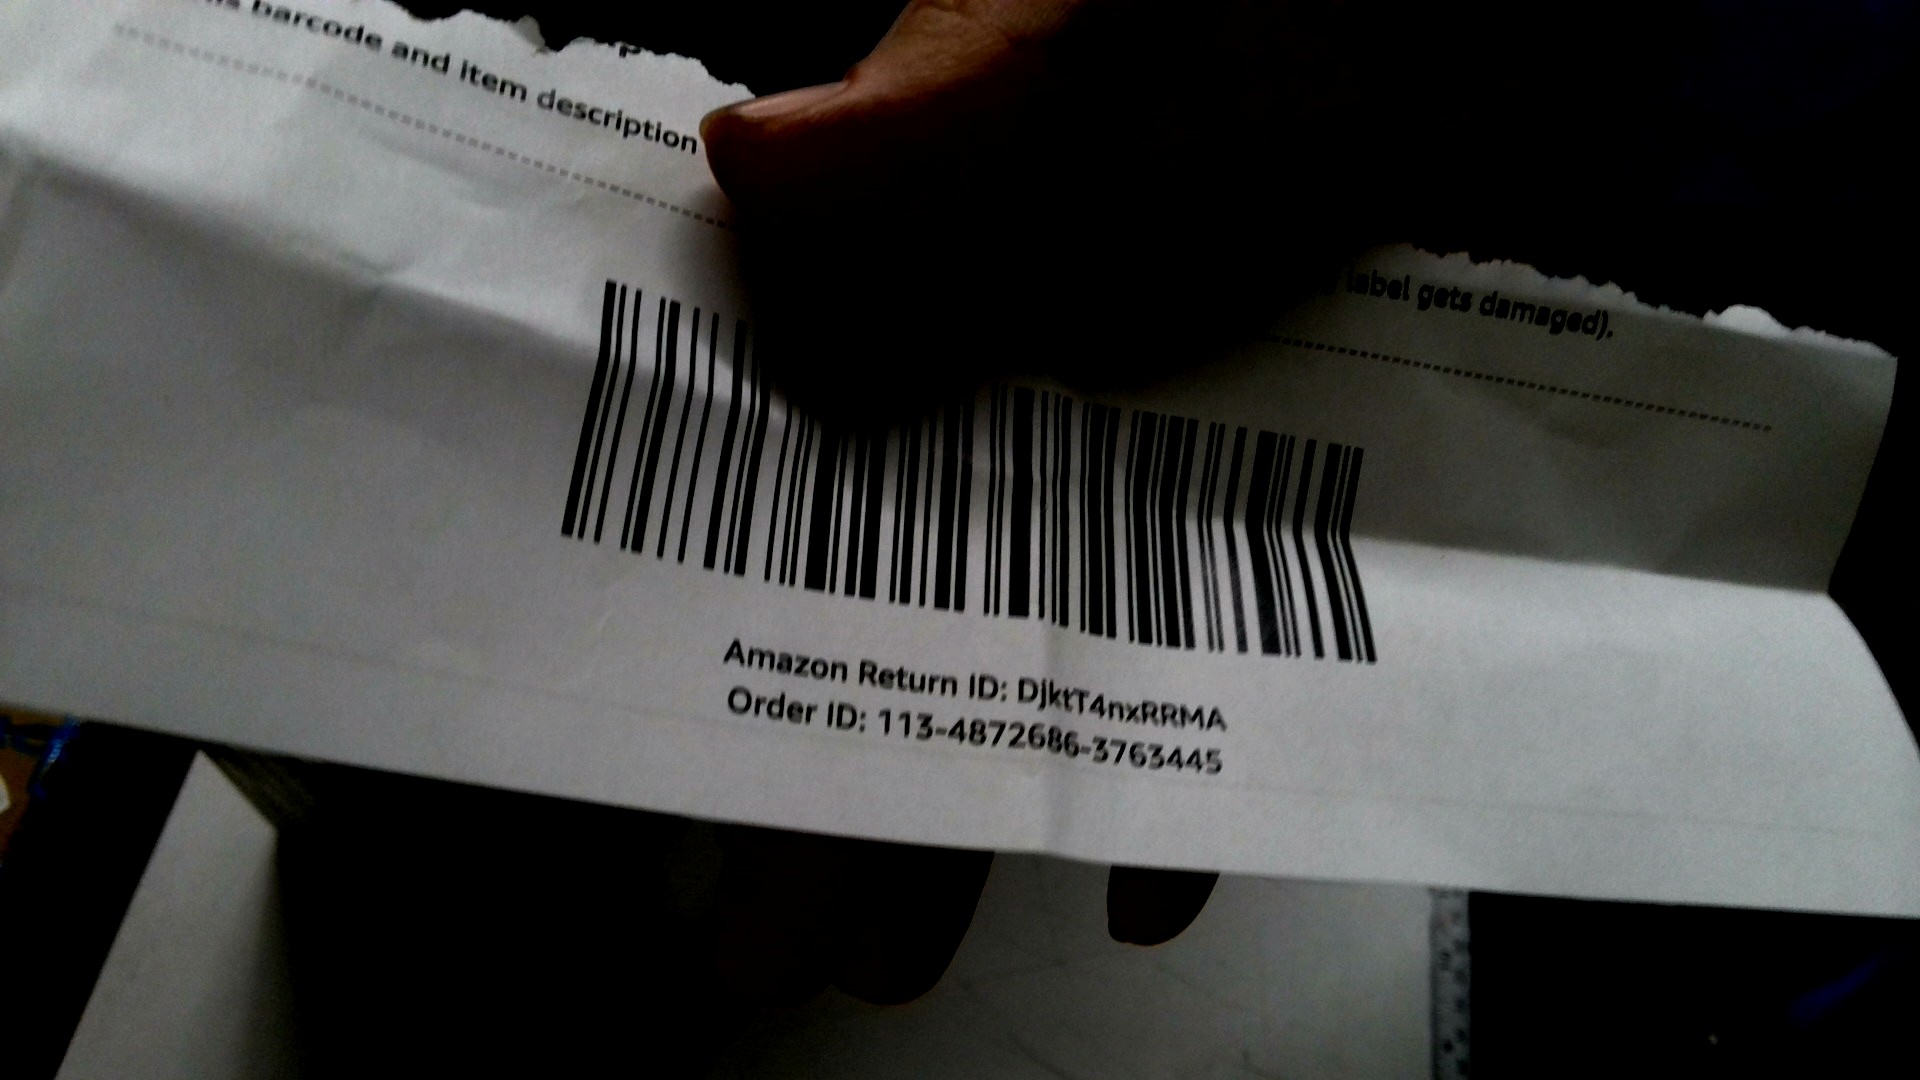 barcode and item description
label gets damaged).
Amazon Return ID: DjktT4nxRRMA
Order ID: 113-4872686-3763445